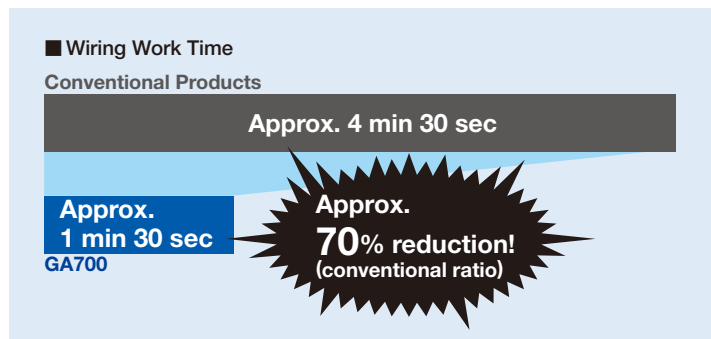 ■ Wiring Work Time
Conventional Products
Approx. 4 min 30 sec
Approx.
1 min 30 sec
GA700
Approx.
70% reduction!
(conventional ratio)